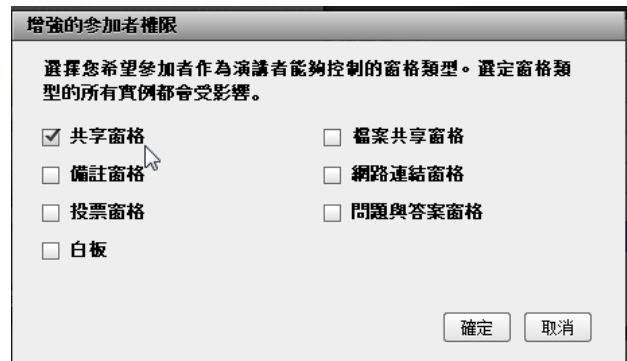 增強的參加者權限
選擇您希望參加者作為演講者能夠控制的窗格類型。選定窗格類
型的所有實例都會受影響。
共享窗格
檔案共享窗格
備註窗格
網路連結窗格
投票窗格
問題與答案窗格
白板
確定
取消